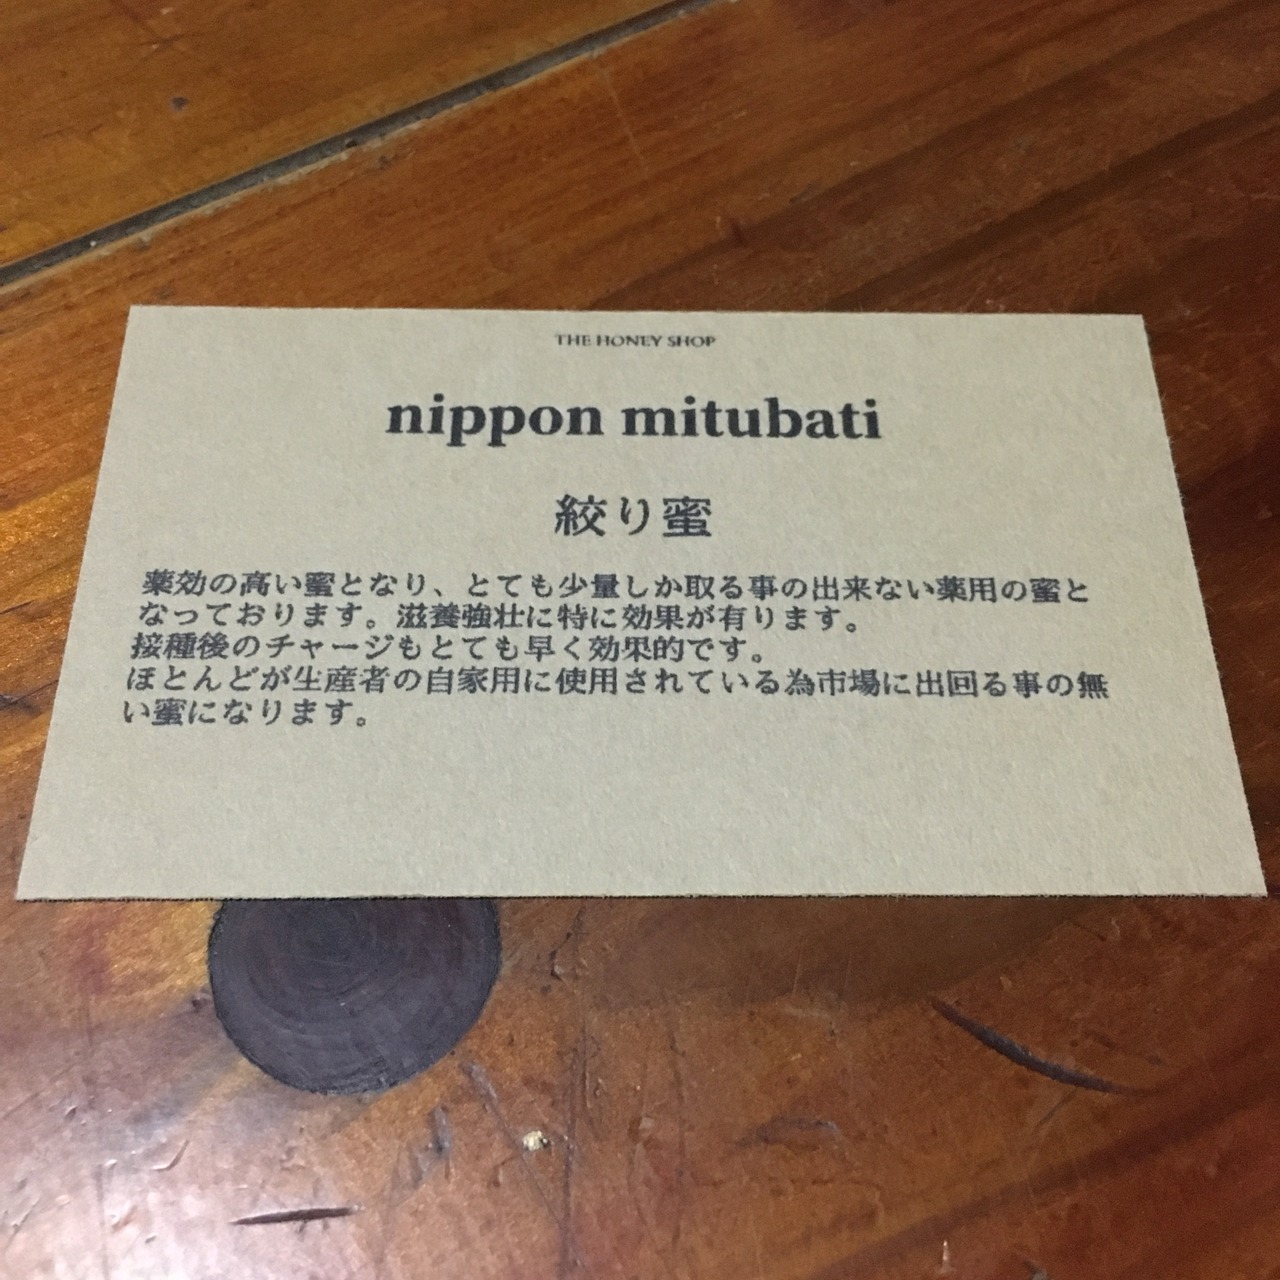 THE HONEY SHOP
nippon mitubati
絞り蜜
薬効の高い蜜となり、とても少量しか取る事の出来ない薬用の蜜と
なっております。滋養強壮に特に効果が有ります。
接種後のチャージもとても早く効果的です。
ほとんどが生産者の自家用に使用されている為市場に出回る事の無
い蜜になります。